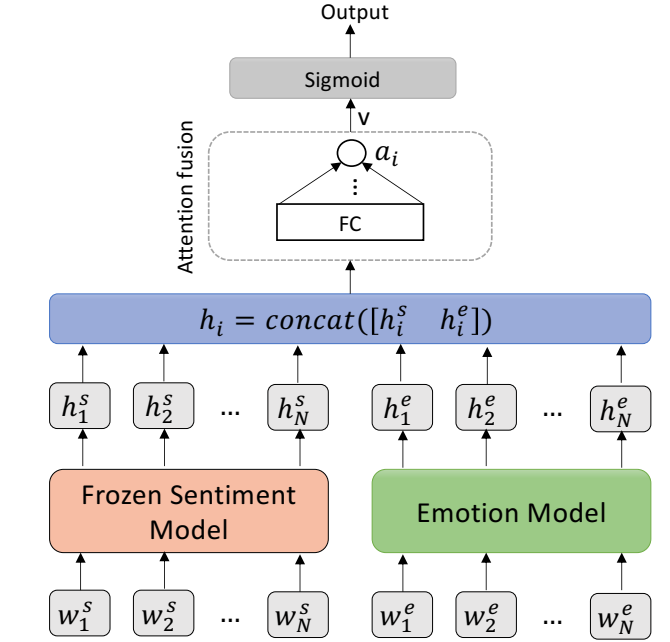 Output
Sigmoid
v
Attention fusion
a_i
⋮
FC
h_i = concat([h_i^s h_i^e])
h_1^s h_2^s ... h_N^s h_1^e h_2^e ... h_N^e
Frozen Sentiment
Model
Emotion Model
w_1^s w_2^s ... w_N^s w_1^e w_2^e ... w_N^e